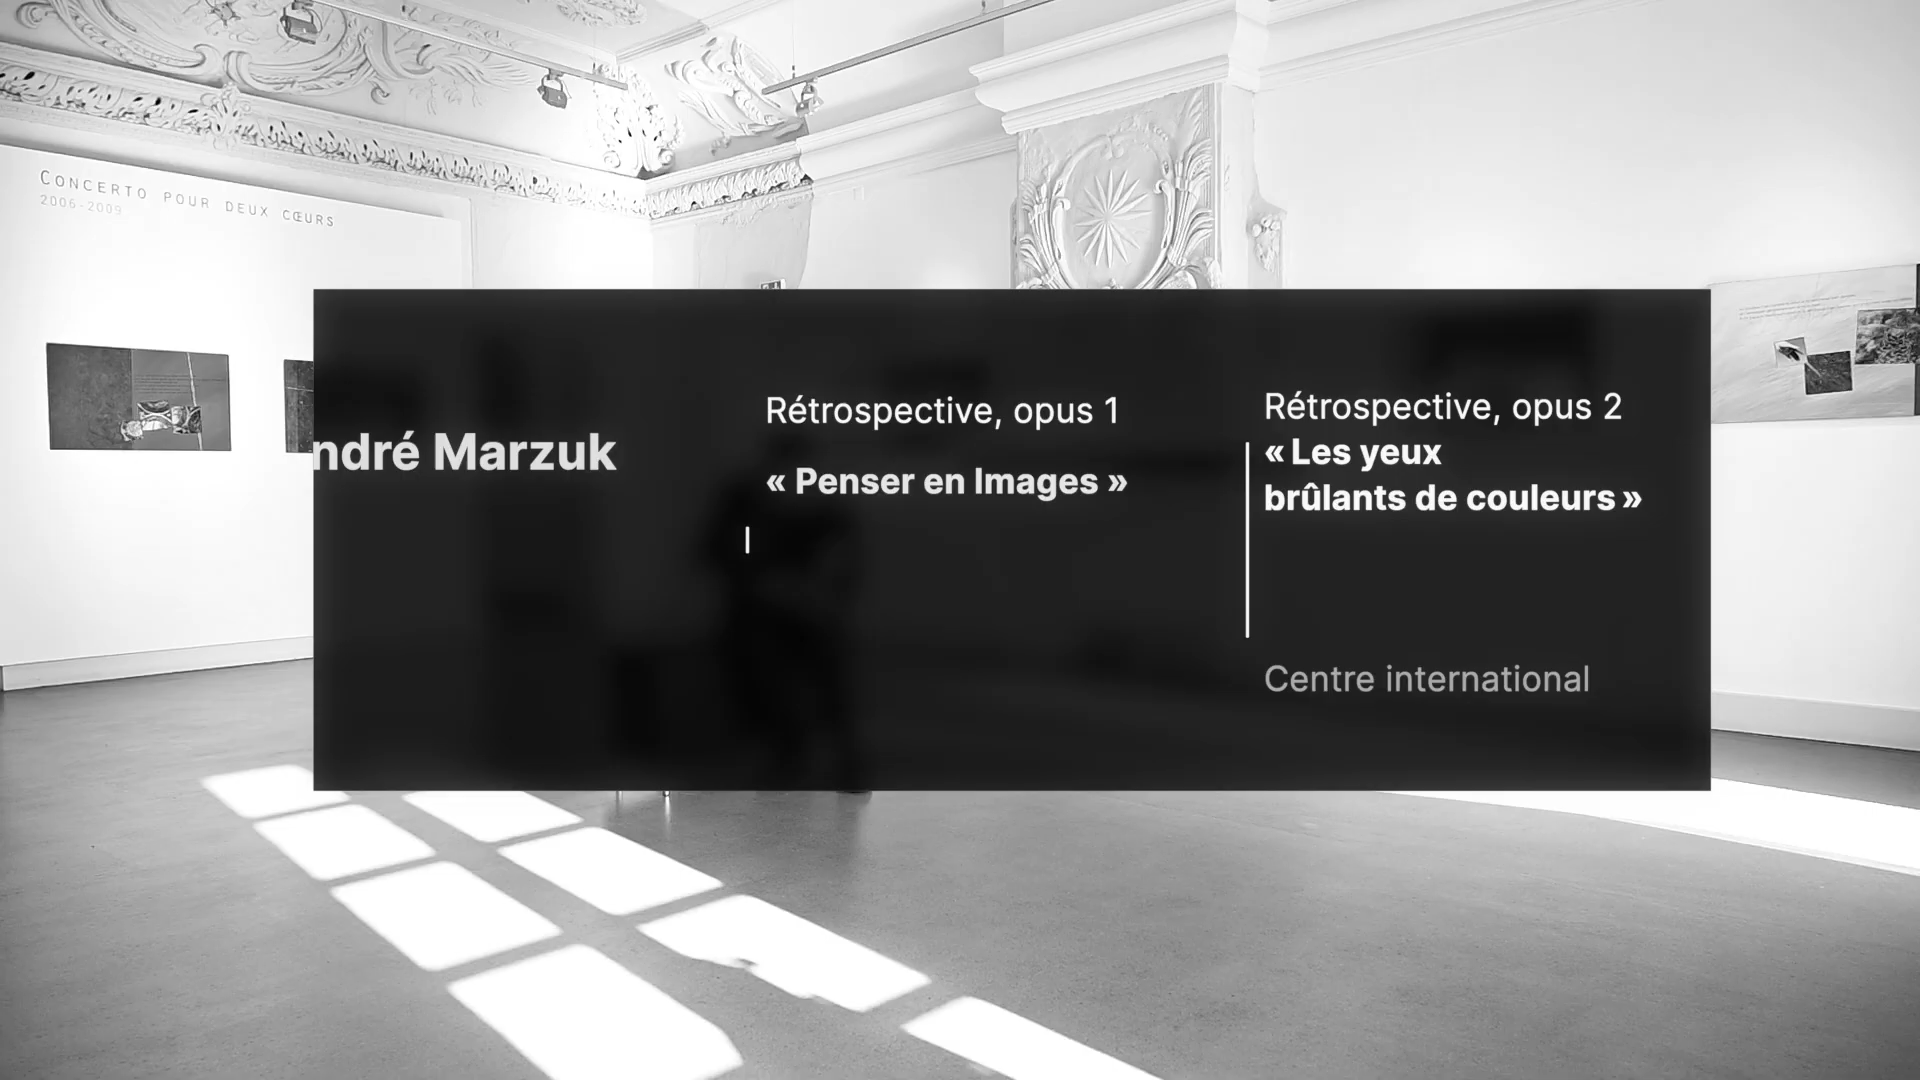 CONCERTO POUR DEUX CŒURS
2006-2009
ndré Marzuk
Rétrospective, opus 1
« Penser en Images »
Rétrospective, opus 2
« Les yeux
brûlants de couleurs »
Centre international